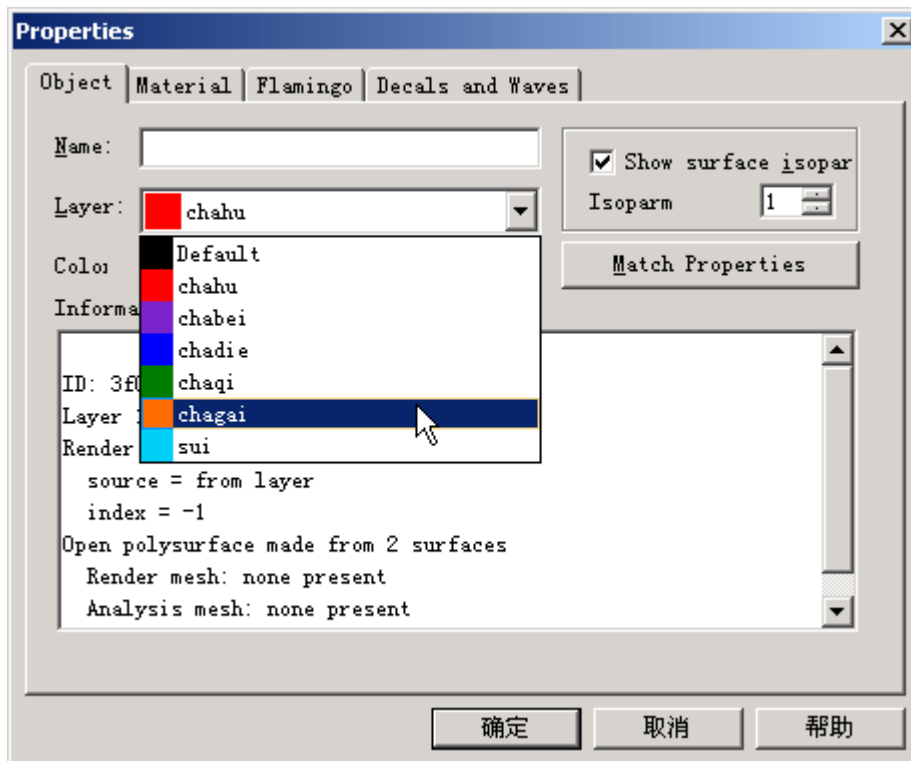 Properties
Object Material Flamingo Decals and Waves
Name:
Show surface isopar
Layer: chahu
Isoparm 1
Default
Color
Match Properties
chahu
Informa
chabei
chadie
ID: 3f0
chaqi
Layer
chagai
Render
sui
source = from layer
index = -1
Open polysurface made from 2 surfaces
Render mesh: none present
Analysis mesh: none present
确定 取消 帮助